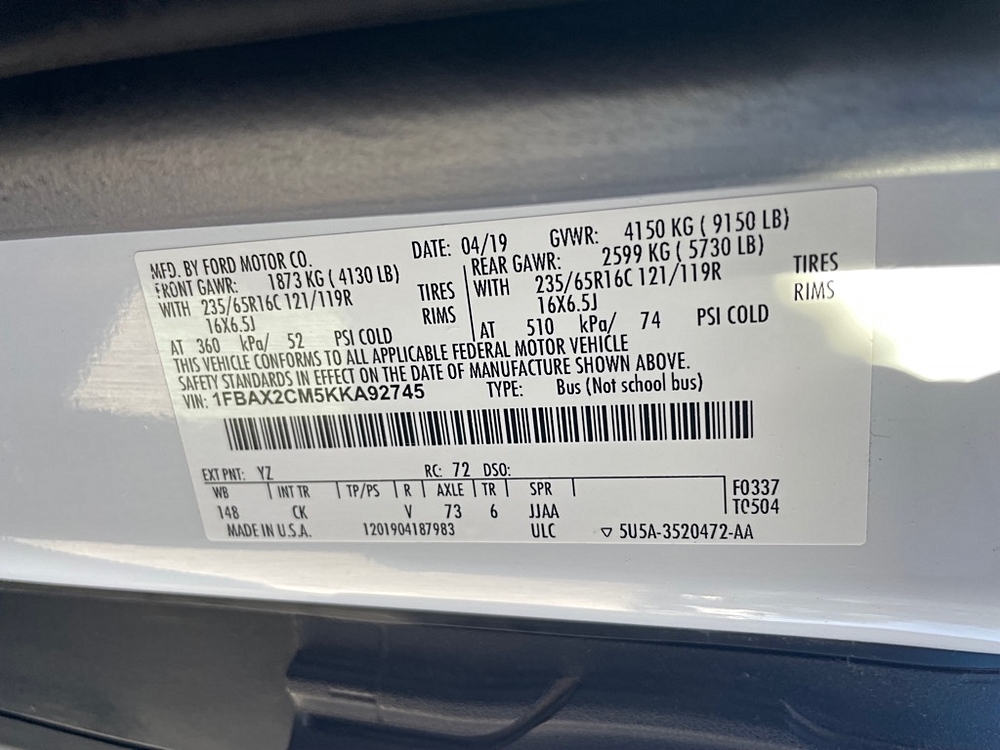 MFD. BY FORD MOTOR CO. DATE: 04/19 GVWR: 4150 KG ( 9150 LB)
FRONT GAWR: 1873 KG ( 4130 LB) REAR GAWR: 2599 KG ( 5730 LB)
WITH 235/65R16C 121/119R TIRES WITH 235/65R16C 121/119R TIRES
16X6.5J RIMS 16X6.5J RIMS
AT 360 kPa/ 52 PSI COLD AT 510 kPa/ 74 PSI COLD
THIS VEHICLE CONFORMS TO ALL APPLICABLE FEDERAL MOTOR VEHICLE
SAFETY STANDARDS IN EFFECT ON THE DATE OF MANUFACTURE SHOWN ABOVE.
VIN: 1FBAX2CM5KKA92745 TYPE: Bus (Not school bus)
EXT PNT: YZ RC: 72 DSO:
WB INT TR TP/PS R AXLE TR SPR F0337
148 CK V 73 6 JJAA T0504
MADE IN U.S.A. 1201904187983 ULC ▽ 5U5A-3520472-AA